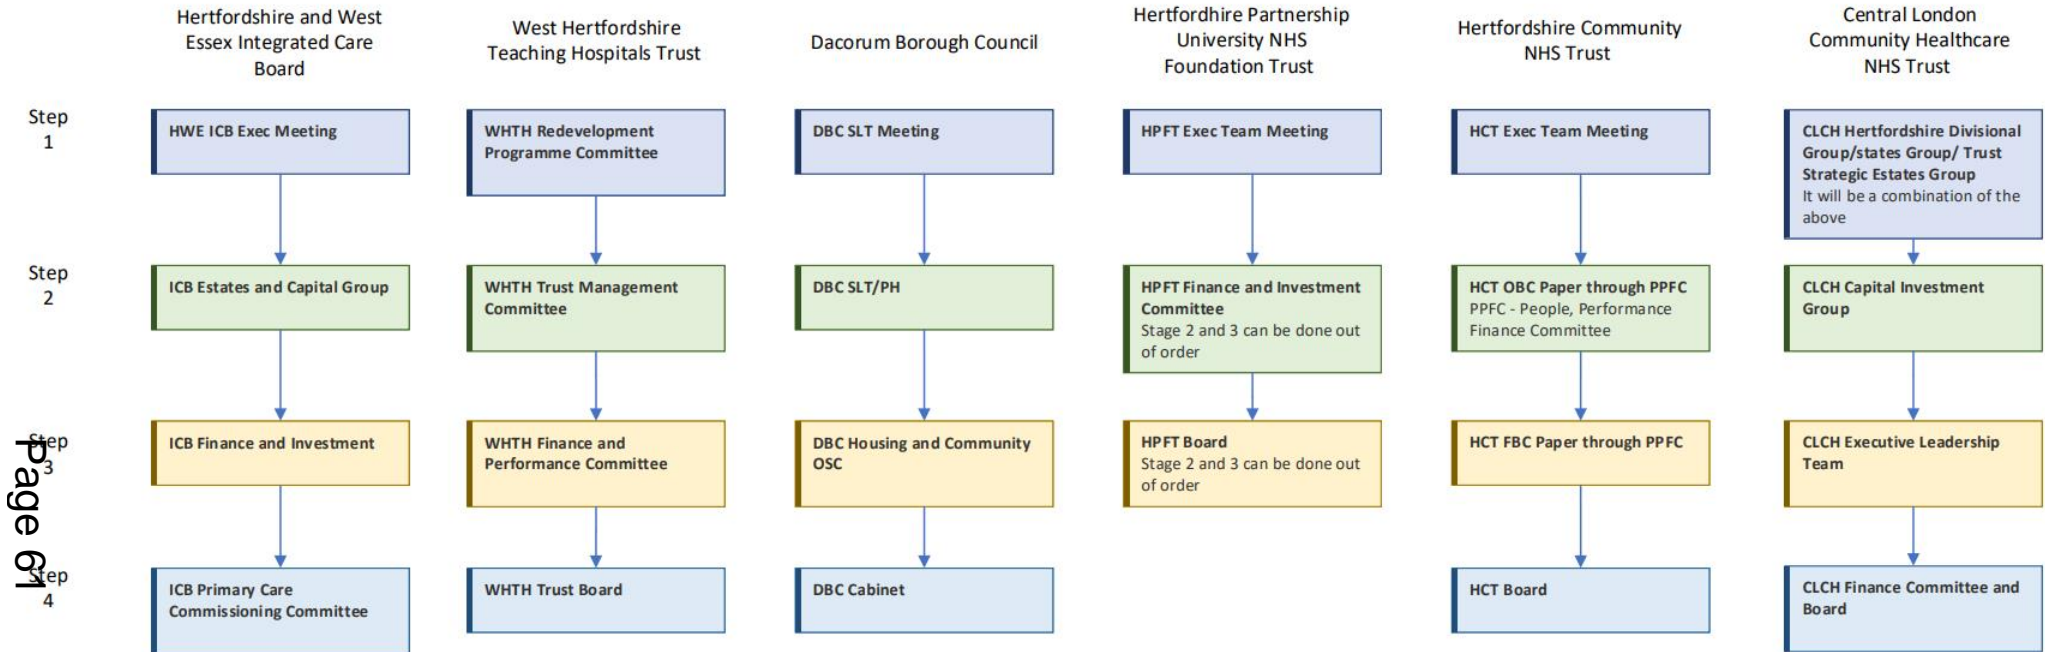 Hertfordshire and West
Essex Integrated Care
Board
West Hertfordshire
Teaching Hospitals Trust
Dacorum Borough Council
Hertfordhire Partnership
University NHS
Foundation Trust
Hertfordshire Community
NHS Trust
Central London
Community Healthcare
NHS Trust
Step
1
HWE ICB Exec Meeting
WHTH Redevelopment
Programme Committee
DBC SLT Meeting
HPFT Exec Team Meeting
HCT Exec Team Meeting
CLCH Hertfordshire Divisional
Group/states Group/ Trust
Strategic Estates Group
It will be a combination of the
above
Step
2
ICB Estates and Capital Group
WHTH Trust Management
Committee
DBC SLT/PH
HPFT Finance and Investment
Committee
Stage 2 and 3 can be done out
of order
HCT OBC Paper through PPFC
PPFC - People, Performance
Finance Committee
CLCH Capital Investment
Group
Step
3
ICB Finance and Investment
WHTH Finance and
Performance Committee
DBC Housing and Community
OSC
HPFT Board
Stage 2 and 3 can be done out
of order
HCT FBC Paper through PPFC
CLCH Executive Leadership
Team
Step
4
ICB Primary Care
Commissioning Committee
WHTH Trust Board
DBC Cabinet
HCT Board
CLCH Finance Committee and
Board
Page 61